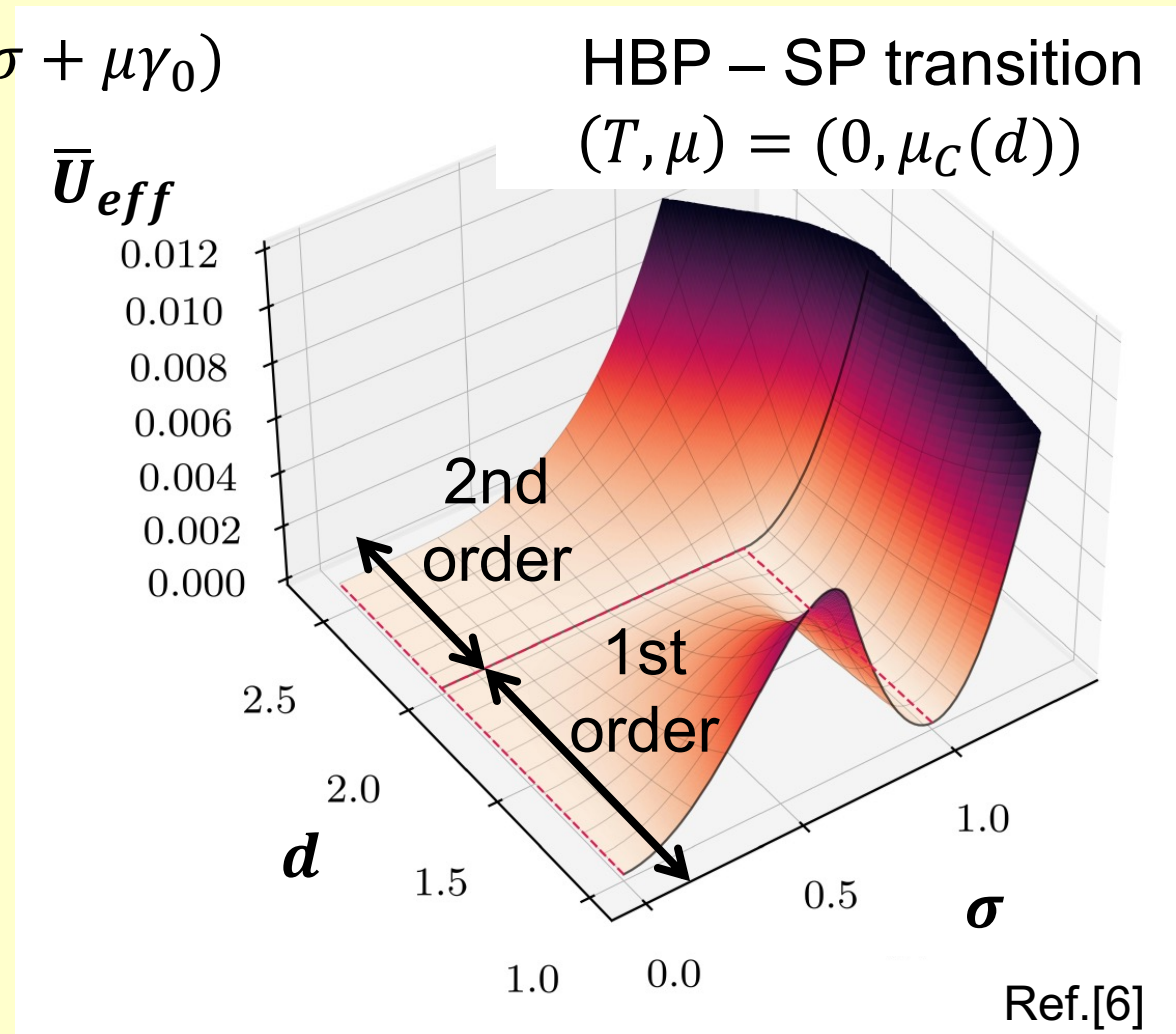 σ + μγ₀)
HBP – SP transition
(T, μ) = (0, μ_C(d))
Ū_eff
0.012
0.010
0.008
0.006
0.004
0.002
0.000
2nd
order
1st
order
2.5
2.0
1.5
1.0
d
0.0
0.5
1.0
σ
Ref.[6]